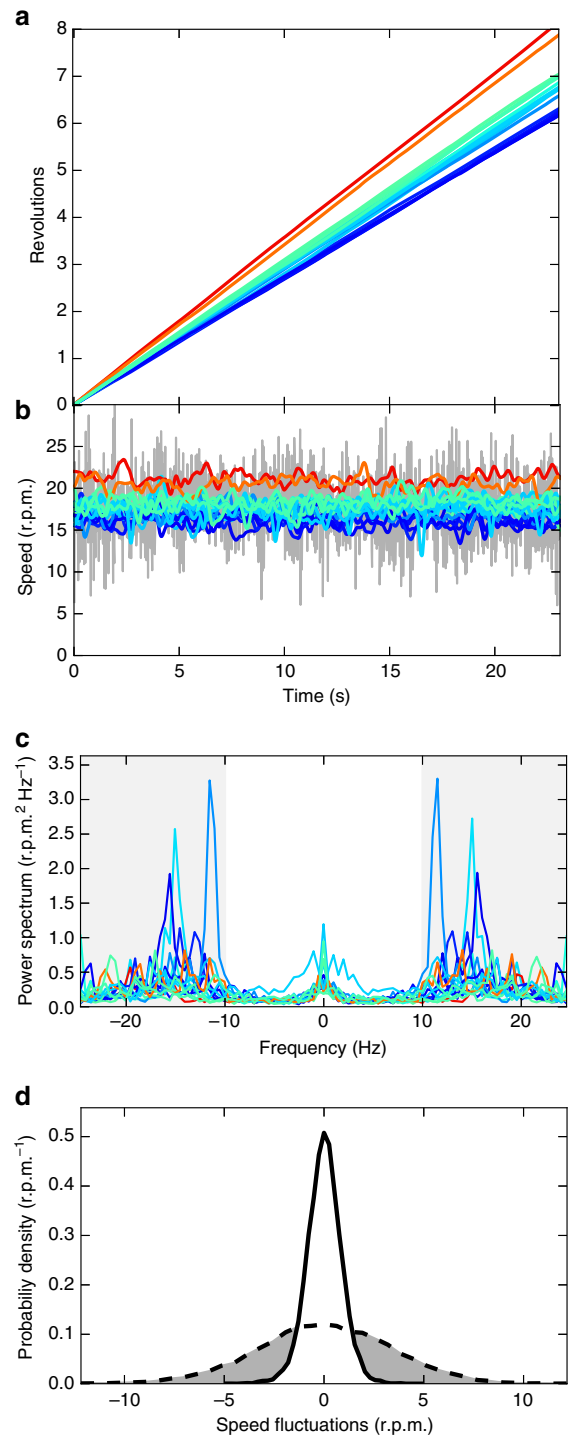 a
8
7
6
5
4
3
2
1
0
Revolutions
b
25
20
15
10
5
0
Speed (r.p.m.)
0 5 10 15 20
Time (s)
c
3.5
3.0
2.5
2.0
1.5
1.0
0.5
0.0
Power spectrum (r.p.m.² Hz⁻¹)
−20 −10 0 10 20
Frequency (Hz)
d
0.5
0.4
0.3
0.2
0.1
0.0
Probabiliy density (r.p.m.⁻¹)
−10 −5 0 5 10
Speed fluctuations (r.p.m.)